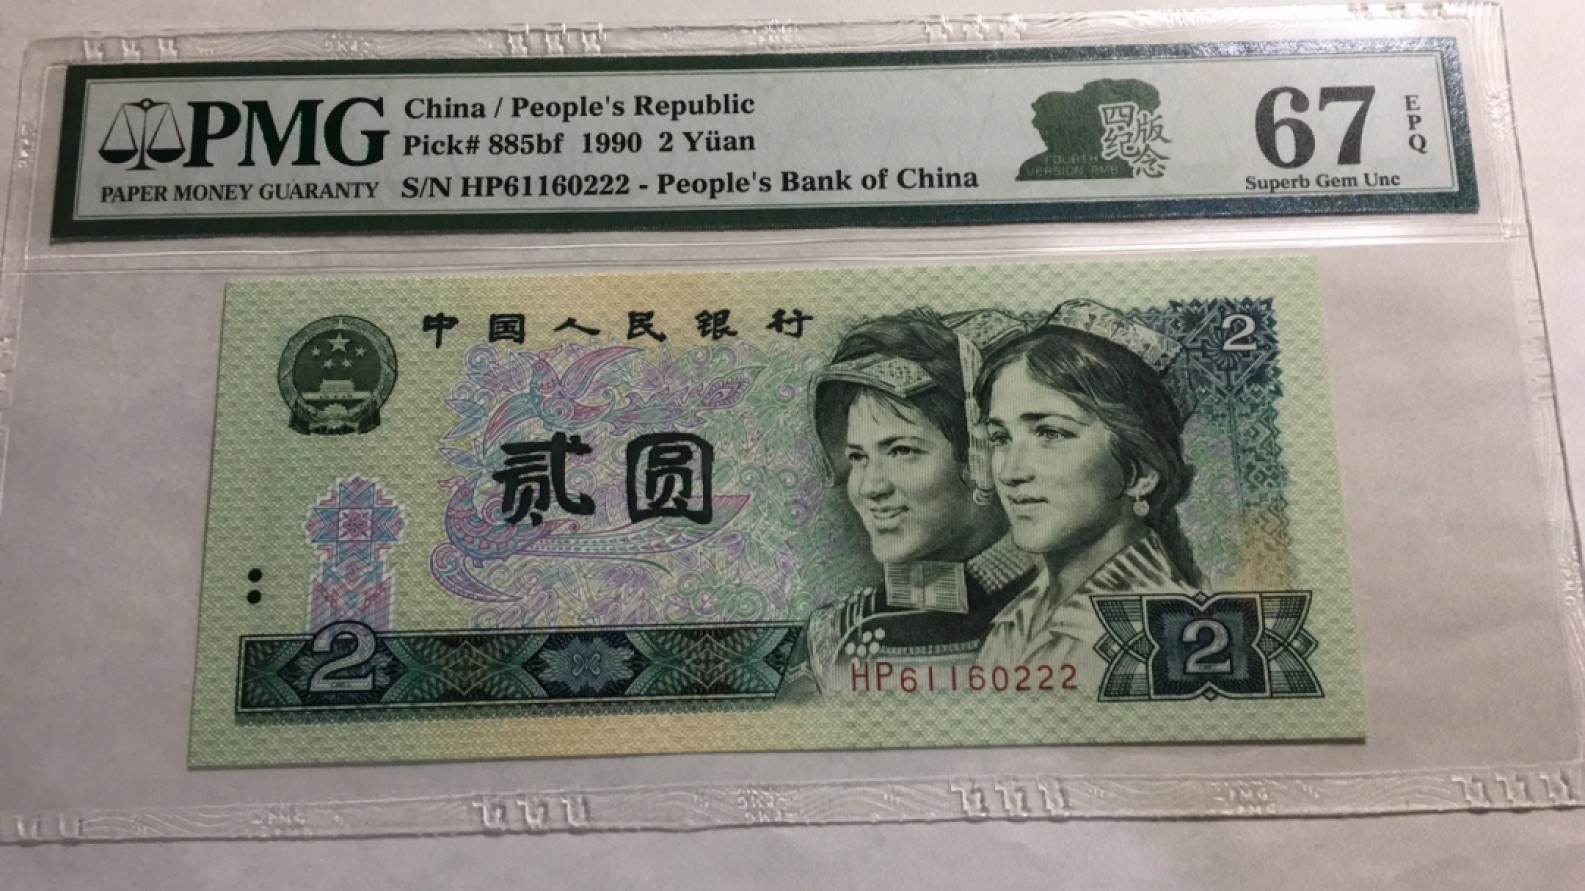 PMG
PAPER MONEY GUARANTY
China / People's Republic
Pick# 885bf 1990 2 Yüan
S/N HP61160222 - People's Bank of China
四版
纪念
FOURTH
VERSION RMB
67
EPQ
Superb Gem Unc
中国人民银行
2
贰圆
2
HP61160222
2
PMG
PMG